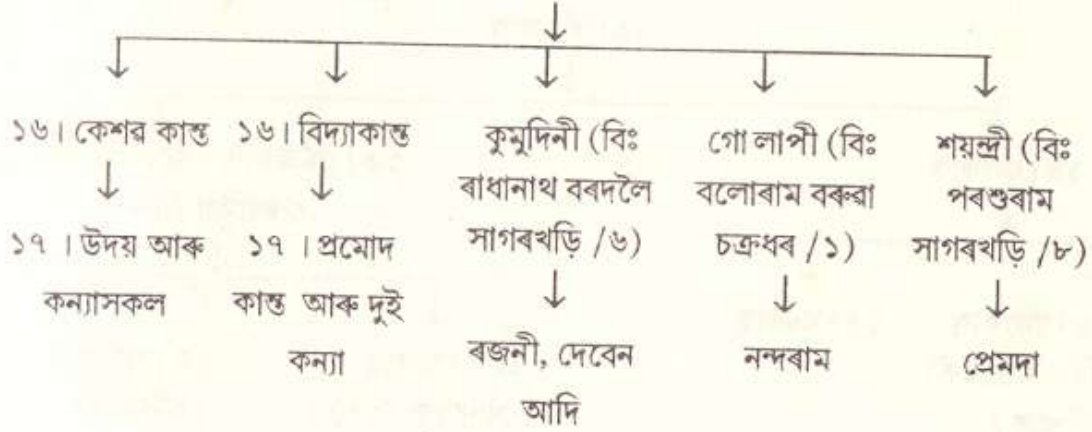 ১৬। কেশৱ কান্ত ১৬। বিদ্যাকান্ত কুমুদিনী (বিঃ গো লাপী (বিঃ শয়ন্দ্ৰী (বিঃ
ৰাধানাথ বৰদলৈ বলোৰাম বৰুৱা পৰশুৰাম
১৭ । উদয় আৰু ১৭ । প্ৰমোদ সাগৰখড়ি /৬) চক্ৰধৰ /১) সাগৰখড়ি /৮)
কন্যাসকল কান্ত আৰু দুই
কন্যা ৰজনী, দেবেন নন্দৰাম প্ৰেমদা
আদি